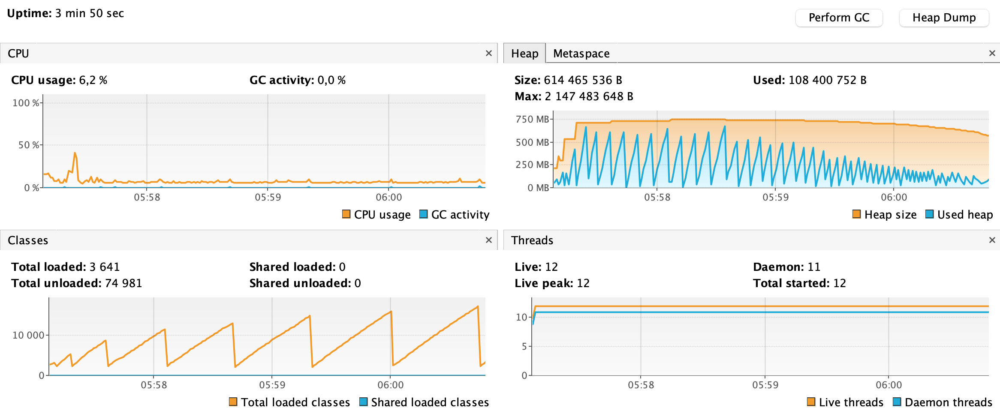 Uptime: 3 min 50 sec
Perform GC
Heap Dump
CPU
CPU usage: 6,2 %
GC activity: 0,0 %
100 %
50 %
0 %
05:58
05:59
06:00
CPU usage
GC activity
Heap
Metaspace
Size: 614 465 536 B
Used: 108 400 752 B
Max: 2 147 483 648 B
750 MB
500 MB
250 MB
0 MB
05:58
05:59
06:00
Heap size
Used heap
Classes
Total loaded: 3 641
Shared loaded: 0
Total unloaded: 74 981
Shared unloaded: 0
10 000
0
05:58
05:59
06:00
Total loaded classes
Shared loaded classes
Threads
Live: 12
Daemon: 11
Live peak: 12
Total started: 12
10
5
0
05:58
05:59
06:00
Live threads
Daemon threads